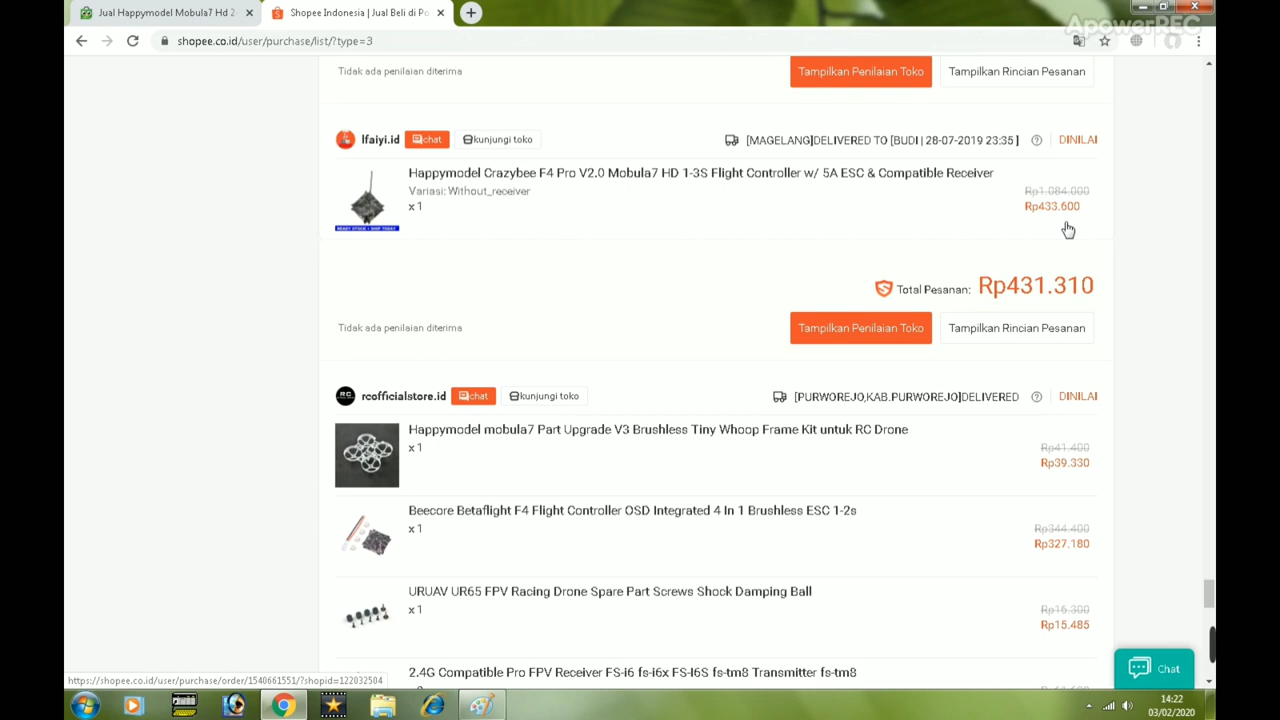 Jual Happymodel Mobula7 Hd 2
Shopee Indonesia | Jual Beli di Po
ApowerREC
shopee.co.id/user/purchase/list/?type=3
Tidak ada penilaian diterima
Tampilkan Penilaian Toko
Tampilkan Rincian Pesanan
lfaiyi.id
chat
kunjungi toko
[MAGELANG]DELIVERED TO [BUDI | 28-07-2019 23:35 ]
DINILAI
Happymodel Crazybee F4 Pro V2.0 Mobula7 HD 1-3S Flight Controller w/ 5A ESC & Compatible Receiver
Variasi: Without_receiver
Rp1.084.000
x 1
Rp433.600
READY STOCK + SHIP TODAY
Total Pesanan: Rp431.310
Tidak ada penilaian diterima
Tampilkan Penilaian Toko
Tampilkan Rincian Pesanan
rcofficialstore.id
chat
kunjungi toko
[PURWOREJO,KAB.PURWOREJO]DELIVERED
DINILAI
Happymodel mobula7 Part Upgrade V3 Brushless Tiny Whoop Frame Kit untuk RC Drone
x 1
Rp41.400
Rp39.330
Beecore Betaflight F4 Flight Controller OSD Integrated 4 In 1 Brushless ESC 1-2s
x 1
Rp344.400
Rp327.180
URUAV UR65 FPV Racing Drone Spare Part Screws Shock Damping Ball
x 1
Rp16.300
Rp15.485
2.4G Compatible Pro FPV Receiver FS-i6 fs-i6x FS-I6S fs-tm8 Transmitter fs-tm8
Chat
https://shopee.co.id/user/purchase/order/1540661551/?shopid=122032504
14:22
03/02/2020